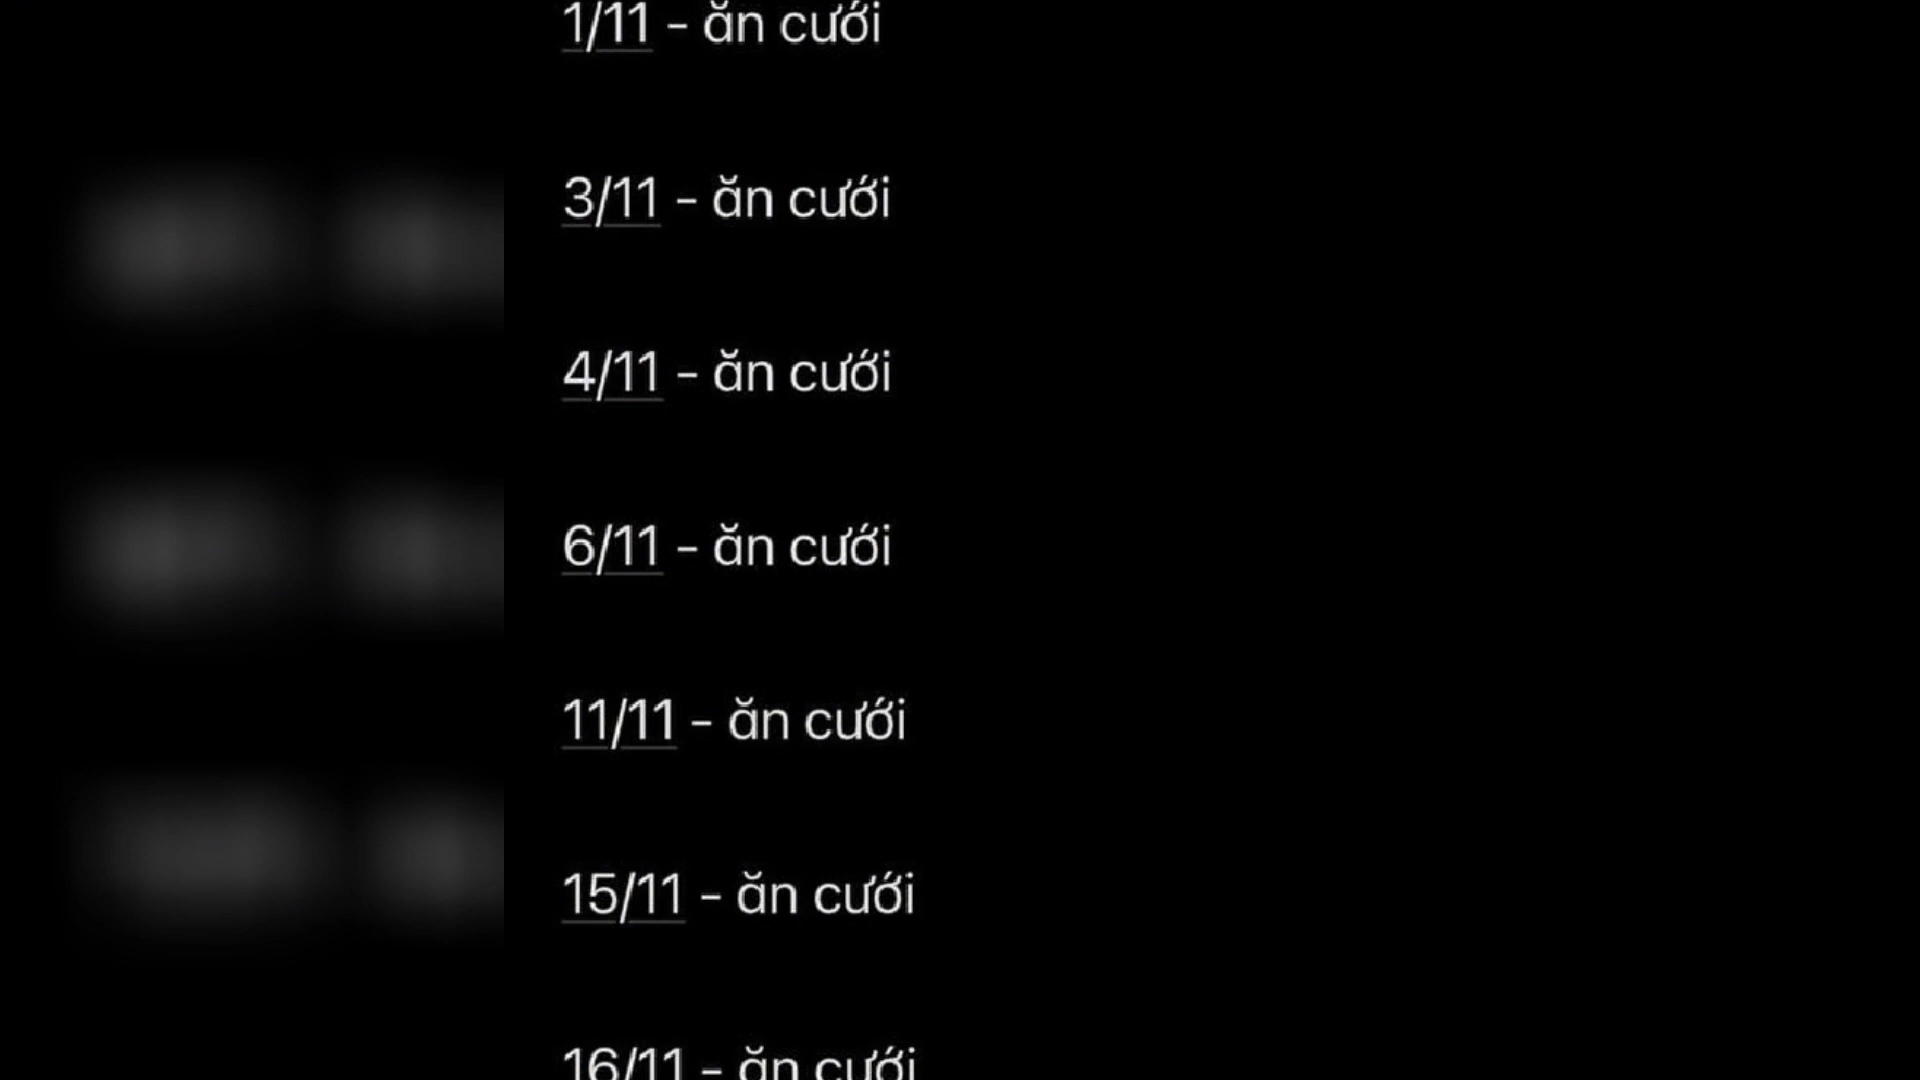 1/11 - ăn cưới
3/11 - ăn cưới
4/11 - ăn cưới
6/11 - ăn cưới
11/11 - ăn cưới
15/11 - ăn cưới
16/11 - ăn cưới